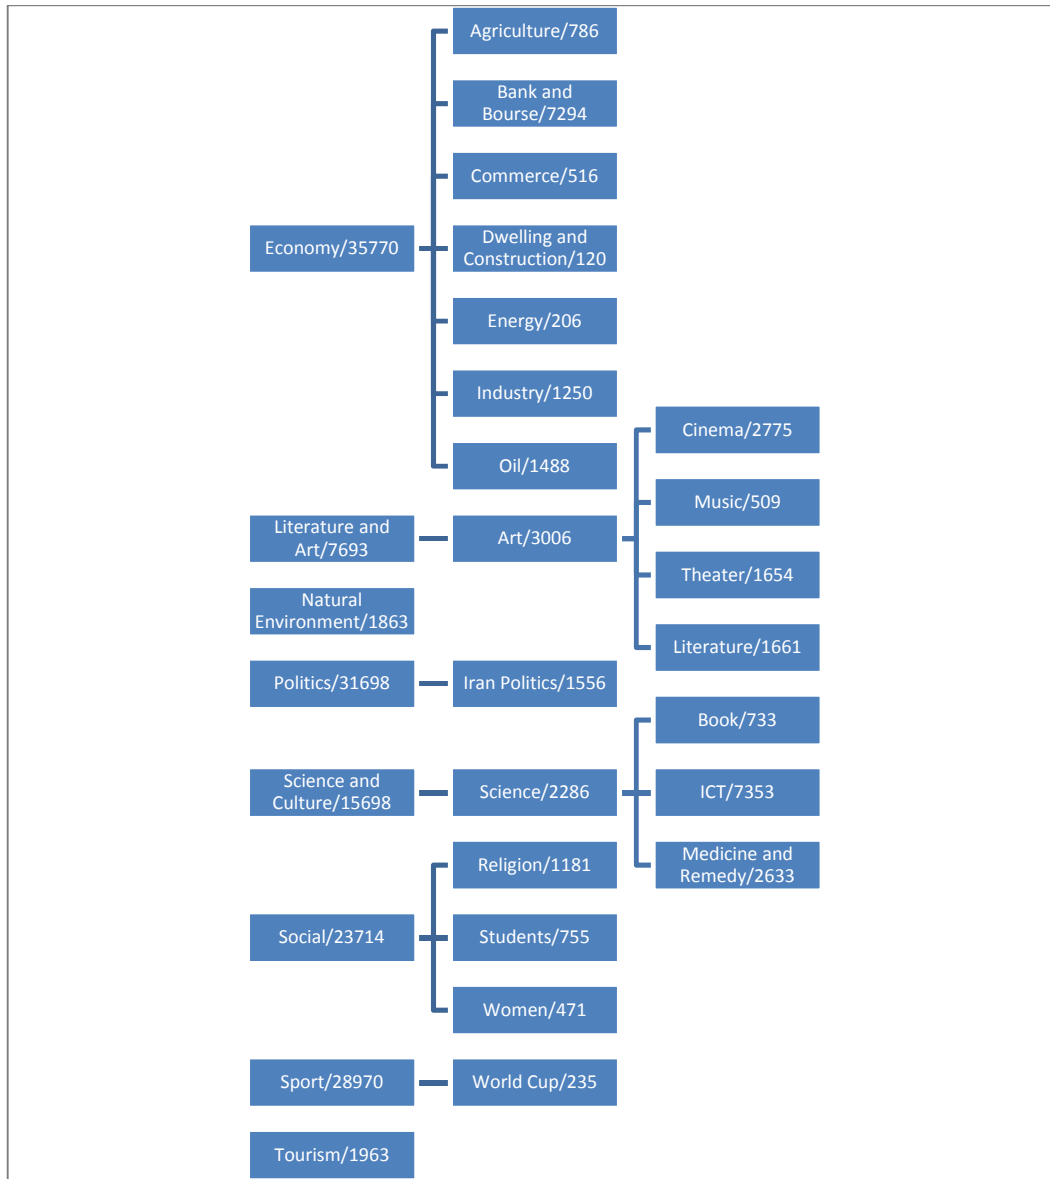 Agriculture/786
Bank and
Bourse/7294
Commerce/516
Economy/35770
Dwelling and
Construction/120
Energy/206
Industry/1250
Oil/1488
Literature and
Art/7693
Art/3006
Cinema/2775
Music/509
Theater/1654
Literature/1661
Natural
Environment/1863
Politics/31698
Iran Politics/1556
Science and
Culture/15698
Science/2286
Book/733
ICT/7353
Medicine and
Remedy/2633
Social/23714
Religion/1181
Students/755
Women/471
Sport/28970
World Cup/235
Tourism/1963